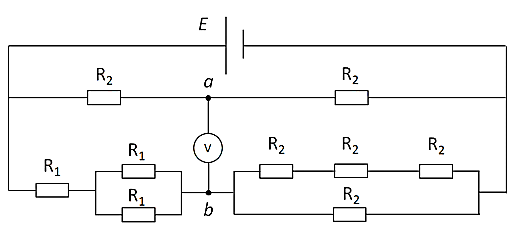 E
R₂ a R₂
R₁ V R₂ R₂ R₂
R₁ R₁ R₂
b